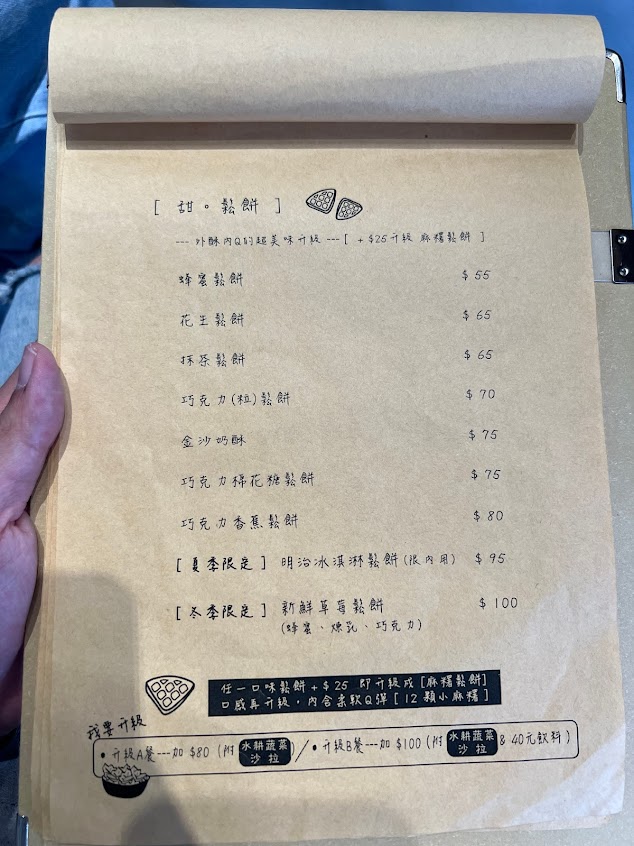 [ 甜。鬆餅 ]
--- 外酥內Q的超美味升級 ---[ +$25升級 麻糬鬆餅 ]
蜂蜜鬆餅 $55
花生鬆餅 $65
抹茶鬆餅 $65
巧克力(粒)鬆餅 $70
金沙奶酥 $75
巧克力棉花糖鬆餅 $75
巧克力香蕉鬆餅 $80
[夏季限定] 明治冰淇淋鬆餅(限內用) $95
[冬季限定] 新鮮草莓鬆餅 $100
(蜂蜜、煉乳、巧克力)
任一口味鬆餅+$25 即升級成[麻糬鬆餅]
口感再升級,內含柔軟Q彈[12顆小麻糬]
我要升級
• 升級A餐---加 $80 (附 水耕蔬菜沙拉) / • 升級B餐---加 $100 (附 水耕蔬菜沙拉 & 40元飲料)